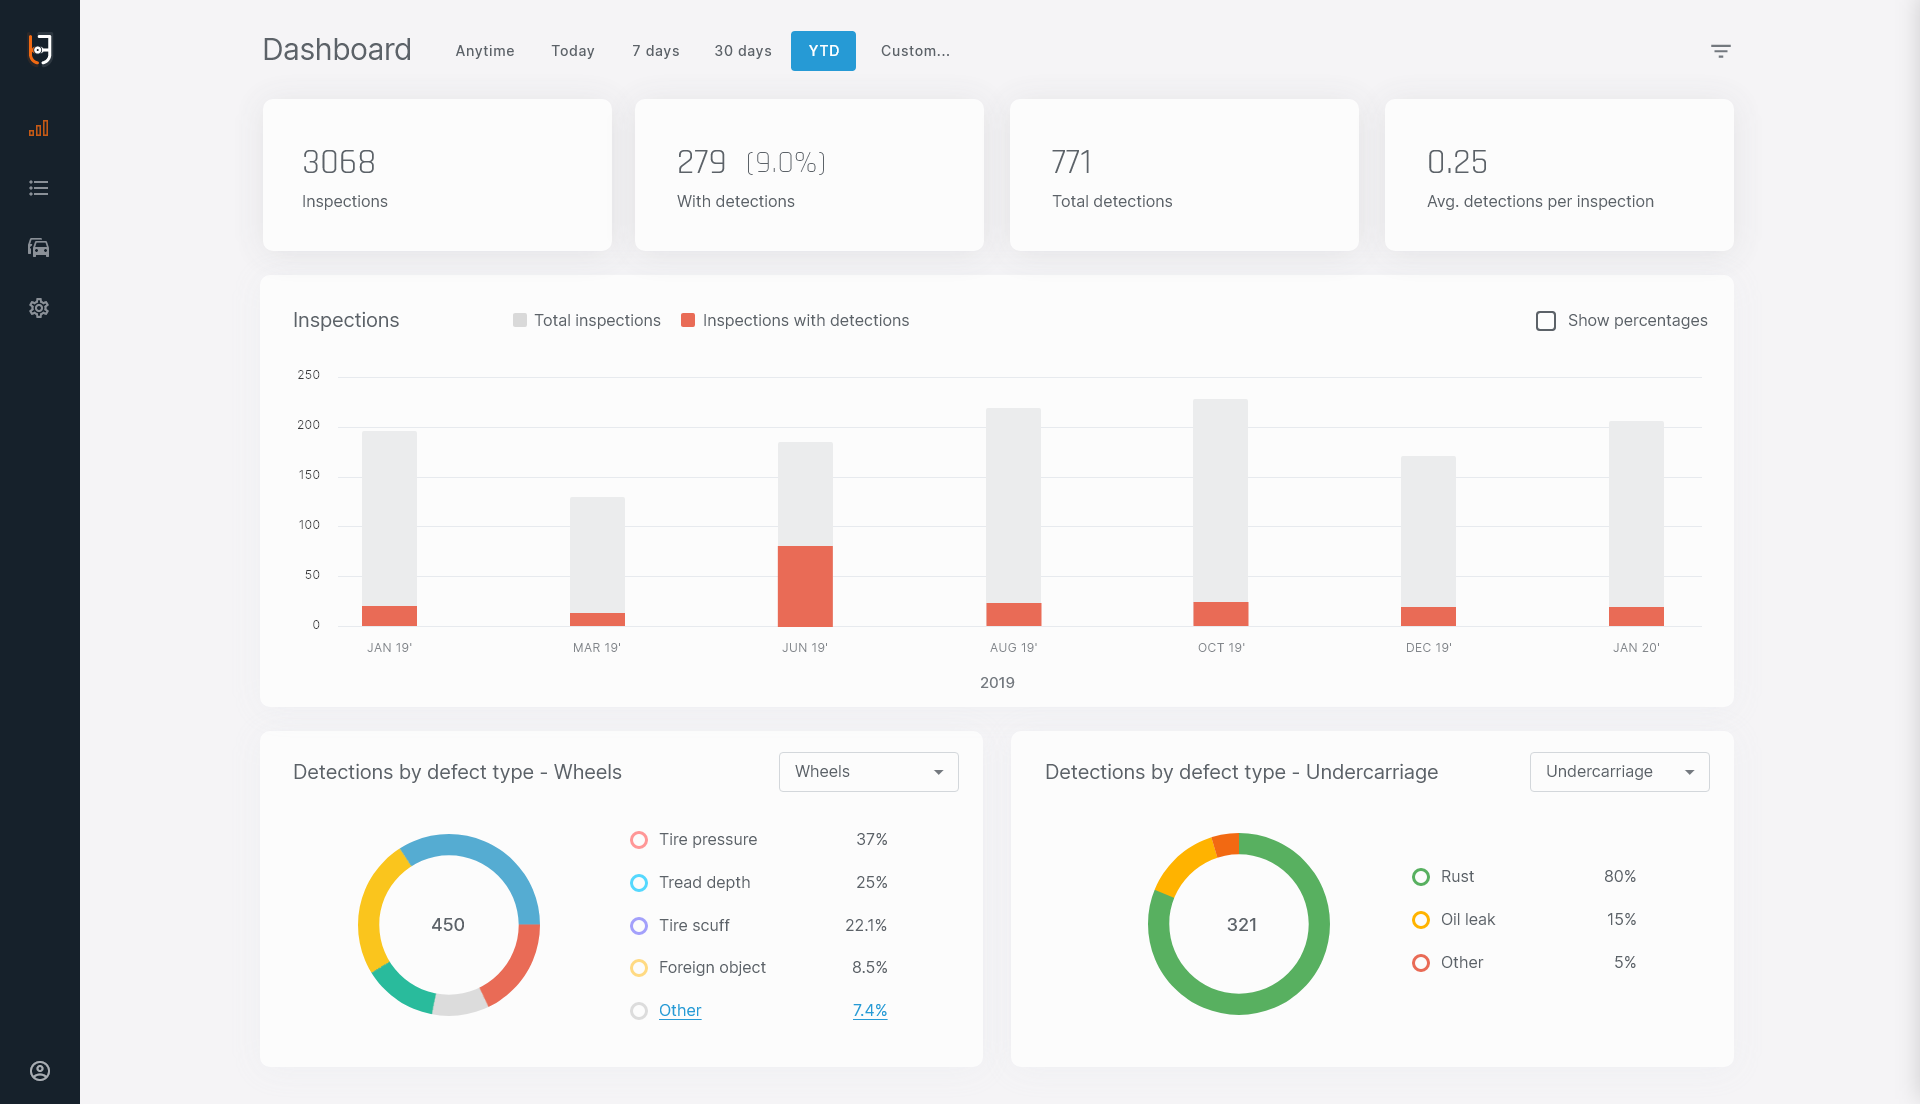 Dashboard Anytime Today 7 days 30 days YTD Custom...
3068 279 (9.0%) 771 0.25
Inspections With detections Total detections Avg. detections per inspection
Inspections Total inspections Inspections with detections Show percentages
250
200
150
100
50
0
JAN 19' MAR 19' JUN 19' AUG 19' OCT 19' DEC 19' JAN 20'
2019
Detections by defect type - Wheels Wheels
450
Tire pressure 37%
Tread depth 25%
Tire scuff 22.1%
Foreign object 8.5%
Other 7.4%
Detections by defect type - Undercarriage Undercarriage
321
Rust 80%
Oil leak 15%
Other 5%